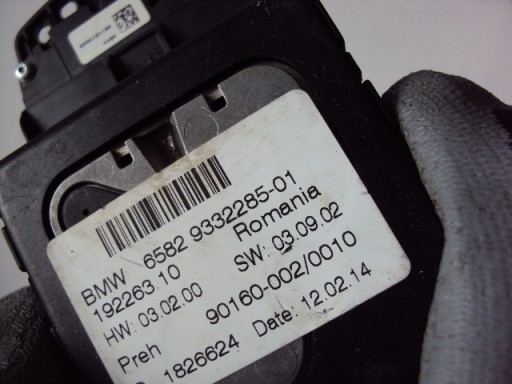 BMW 6582 9332285-01
192263 10 Romania
HW: 03.02.00 SW: 03.09.02
Preh 90160-002/0010
1826624 Date: 12.02.14